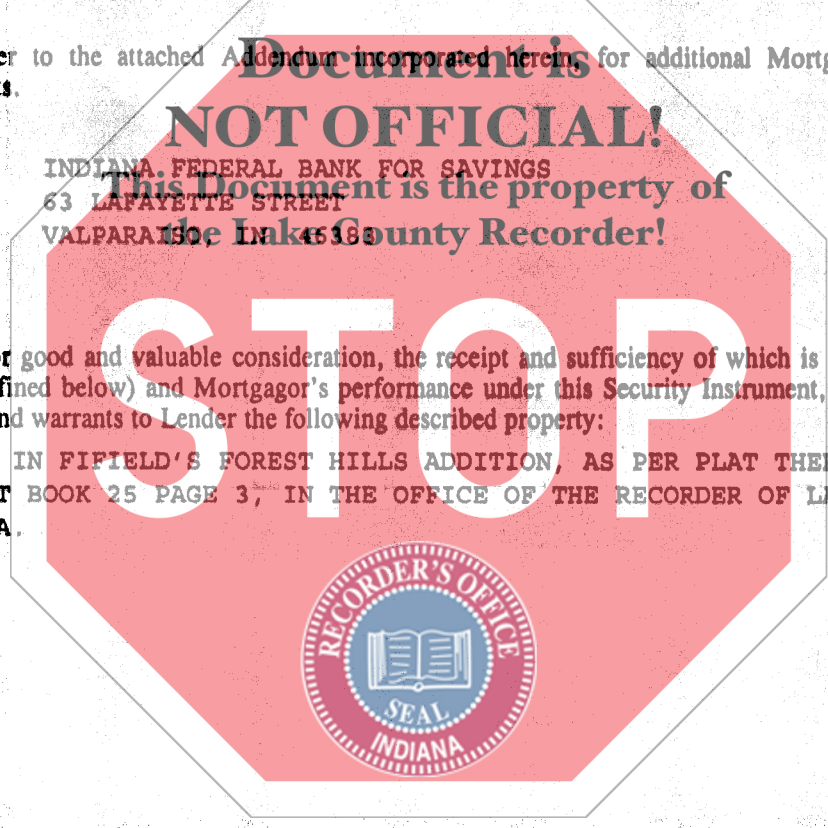 er to the attached Addendum incorporated herein, for additional Mortg
s.
Document is
NOT OFFICIAL!
This Document is the property of
the Lake County Recorder!
INDIANA FEDERAL BANK FOR SAVINGS
63 LAFAYETTE STREET
VALPARAISO, IN 46383
r good and valuable consideration, the receipt and sufficiency of which is
fined below) and Mortgagor's performance under this Security Instrument,
nd warrants to Lender the following described property:
STOP
IN FIFIELD'S FOREST HILLS ADDITION, AS PER PLAT THE
T BOOK 25 PAGE 3, IN THE OFFICE OF THE RECORDER OF L
A.
RECORDER'S OFFICE
SEAL
INDIANA